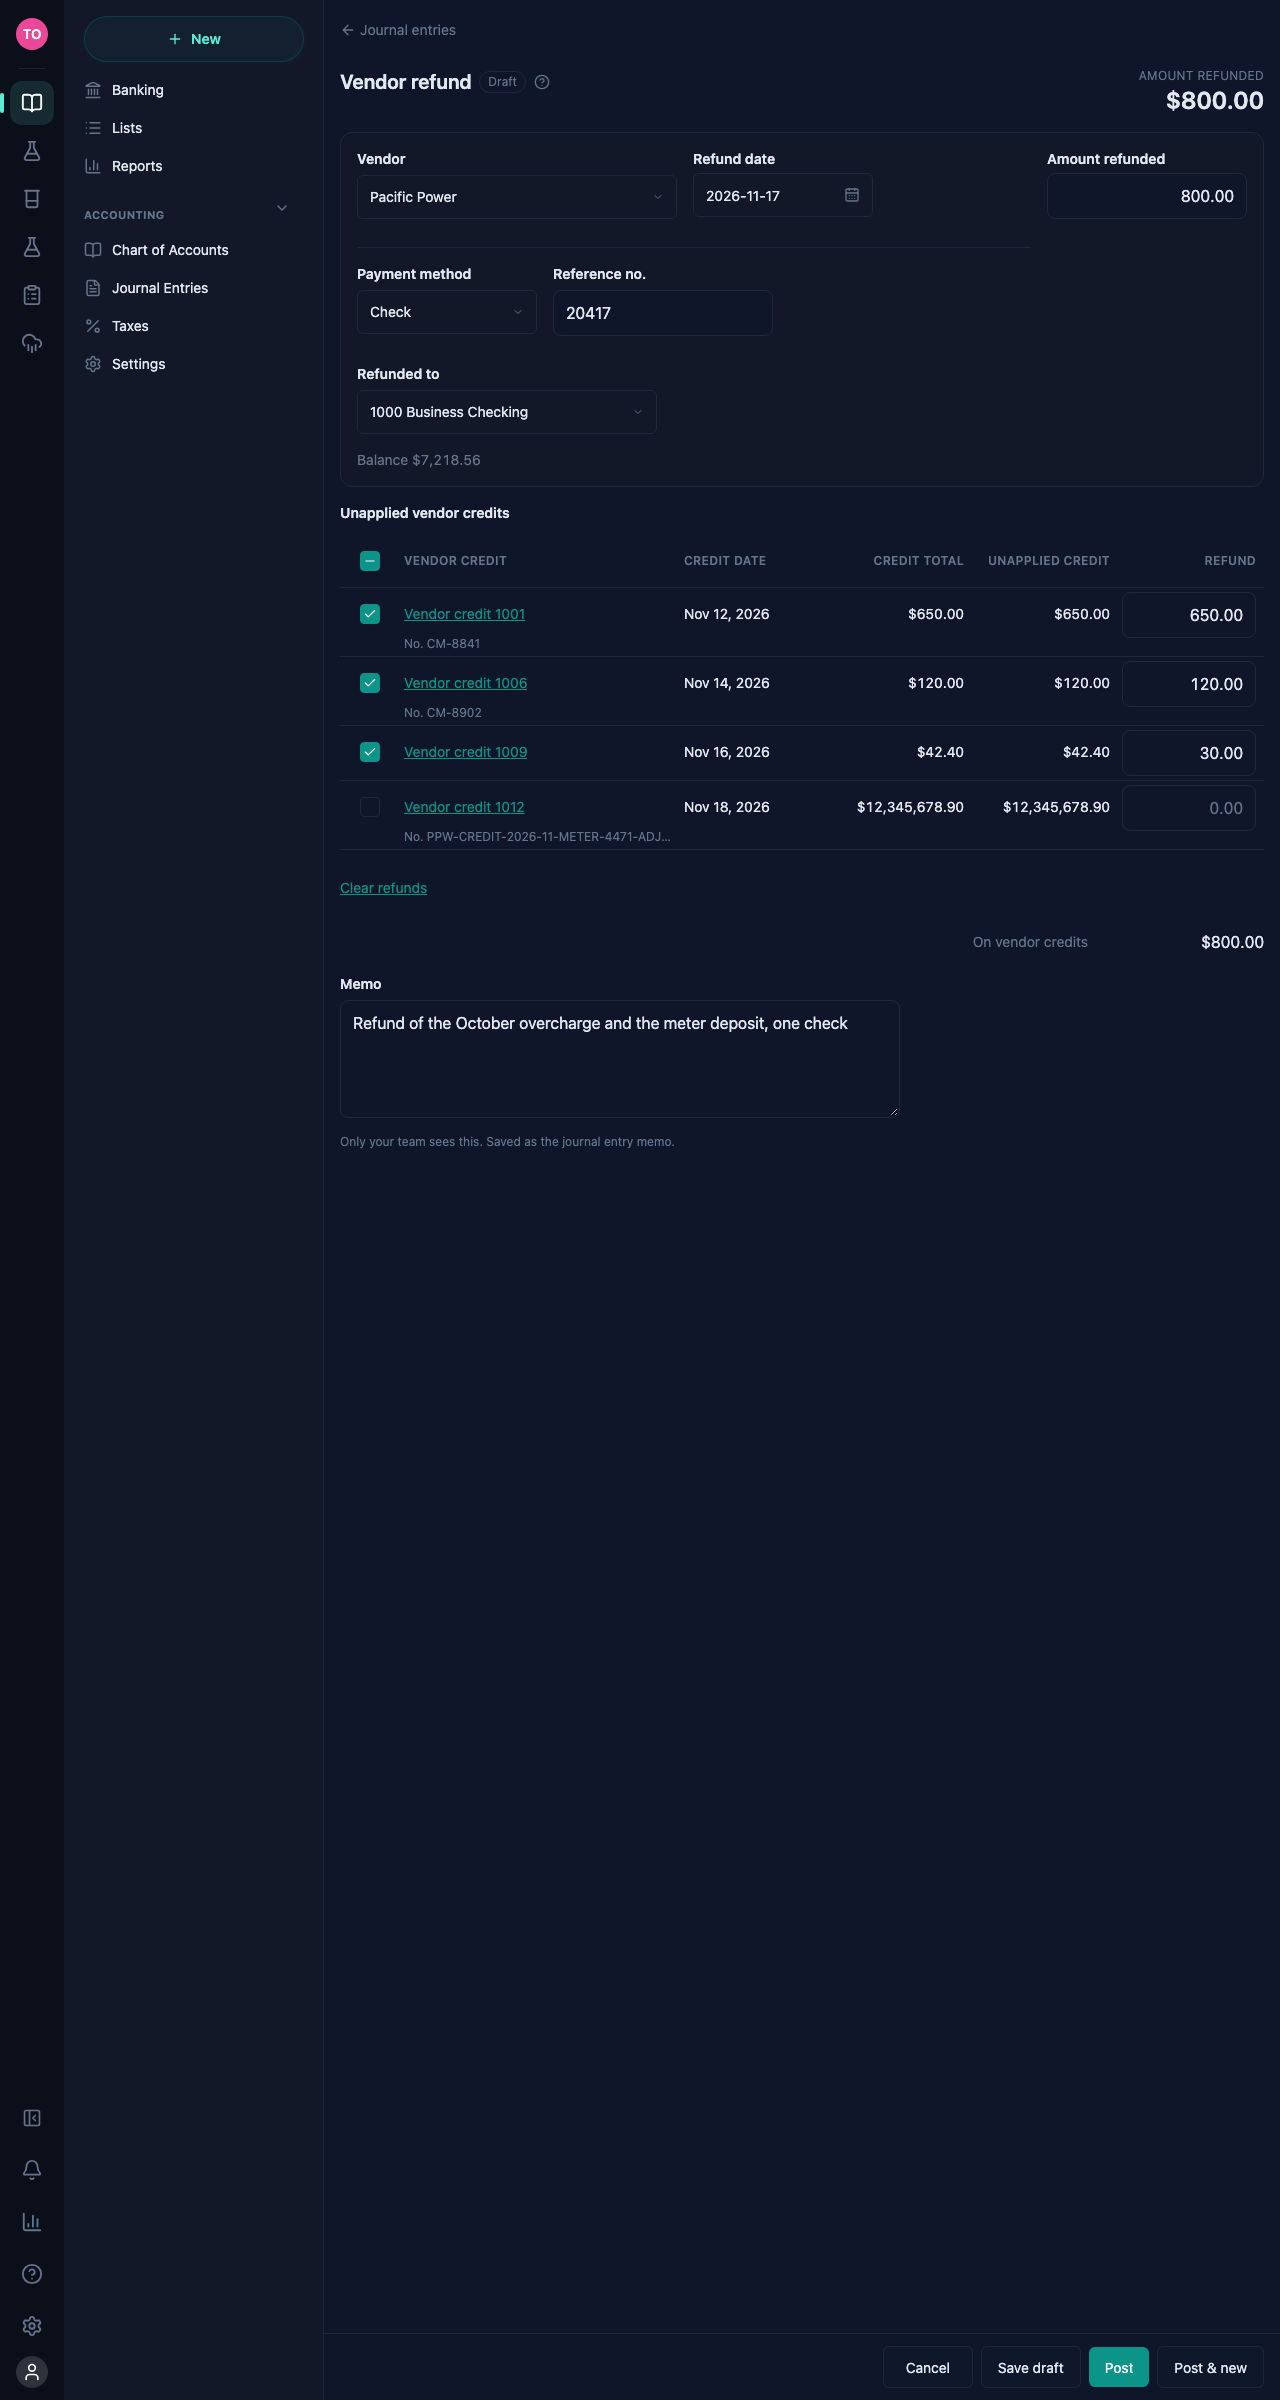 TO
New
Banking
Lists
Reports
ACCOUNTING
Chart of Accounts
Journal Entries
Taxes
Settings
Journal entries
Vendor refund Draft
AMOUNT REFUNDED
$800.00
Vendor Refund date Amount refunded
Pacific Power 2026-11-17 800.00
Payment method Reference no.
Check 20417
Refunded to
1000 Business Checking
Balance $7,218.56
Unapplied vendor credits
VENDOR CREDIT CREDIT DATE CREDIT TOTAL UNAPPLIED CREDIT REFUND
Vendor credit 1001 Nov 12, 2026 $650.00 $650.00 650.00
No. CM-8841
Vendor credit 1006 Nov 14, 2026 $120.00 $120.00 120.00
No. CM-8902
Vendor credit 1009 Nov 16, 2026 $42.40 $42.40 30.00
Vendor credit 1012 Nov 18, 2026 $12,345,678.90 $12,345,678.90 0.00
No. PPW-CREDIT-2026-11-METER-4471-ADJ...
Clear refunds
On vendor credits $800.00
Memo
Refund of the October overcharge and the meter deposit, one check
Only your team sees this. Saved as the journal entry memo.
Cancel Save draft Post Post & new